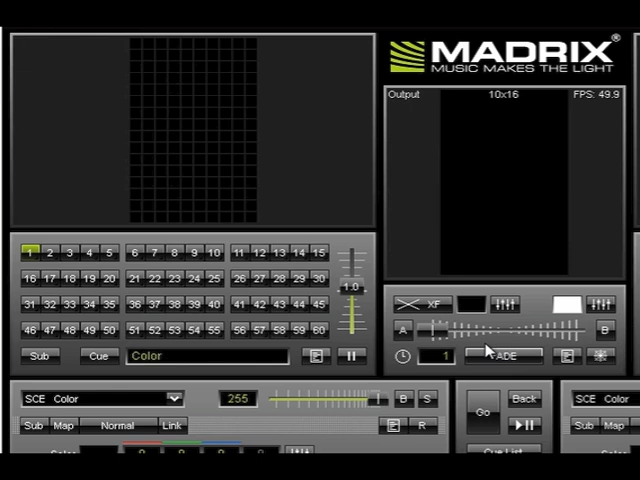 MADRIX®
MUSIC MAKES THE LIGHT
Output 10x16 FPS: 49.9
1 2 3 4 5 6 7 8 9 10 11 12 13 14 15
16 17 18 19 20 21 22 23 24 25 26 27 28 29 30
1.0
31 32 33 34 35 36 37 38 39 40 41 42 43 44 45
46 47 48 49 50 51 52 53 54 55 56 57 58 59 60
XF
A B
Sub Cue Color
1 FADE
SCE Color 255 B S
Sub Map Normal Link R
Go Back
Cue List
SCE Color
Sub Map